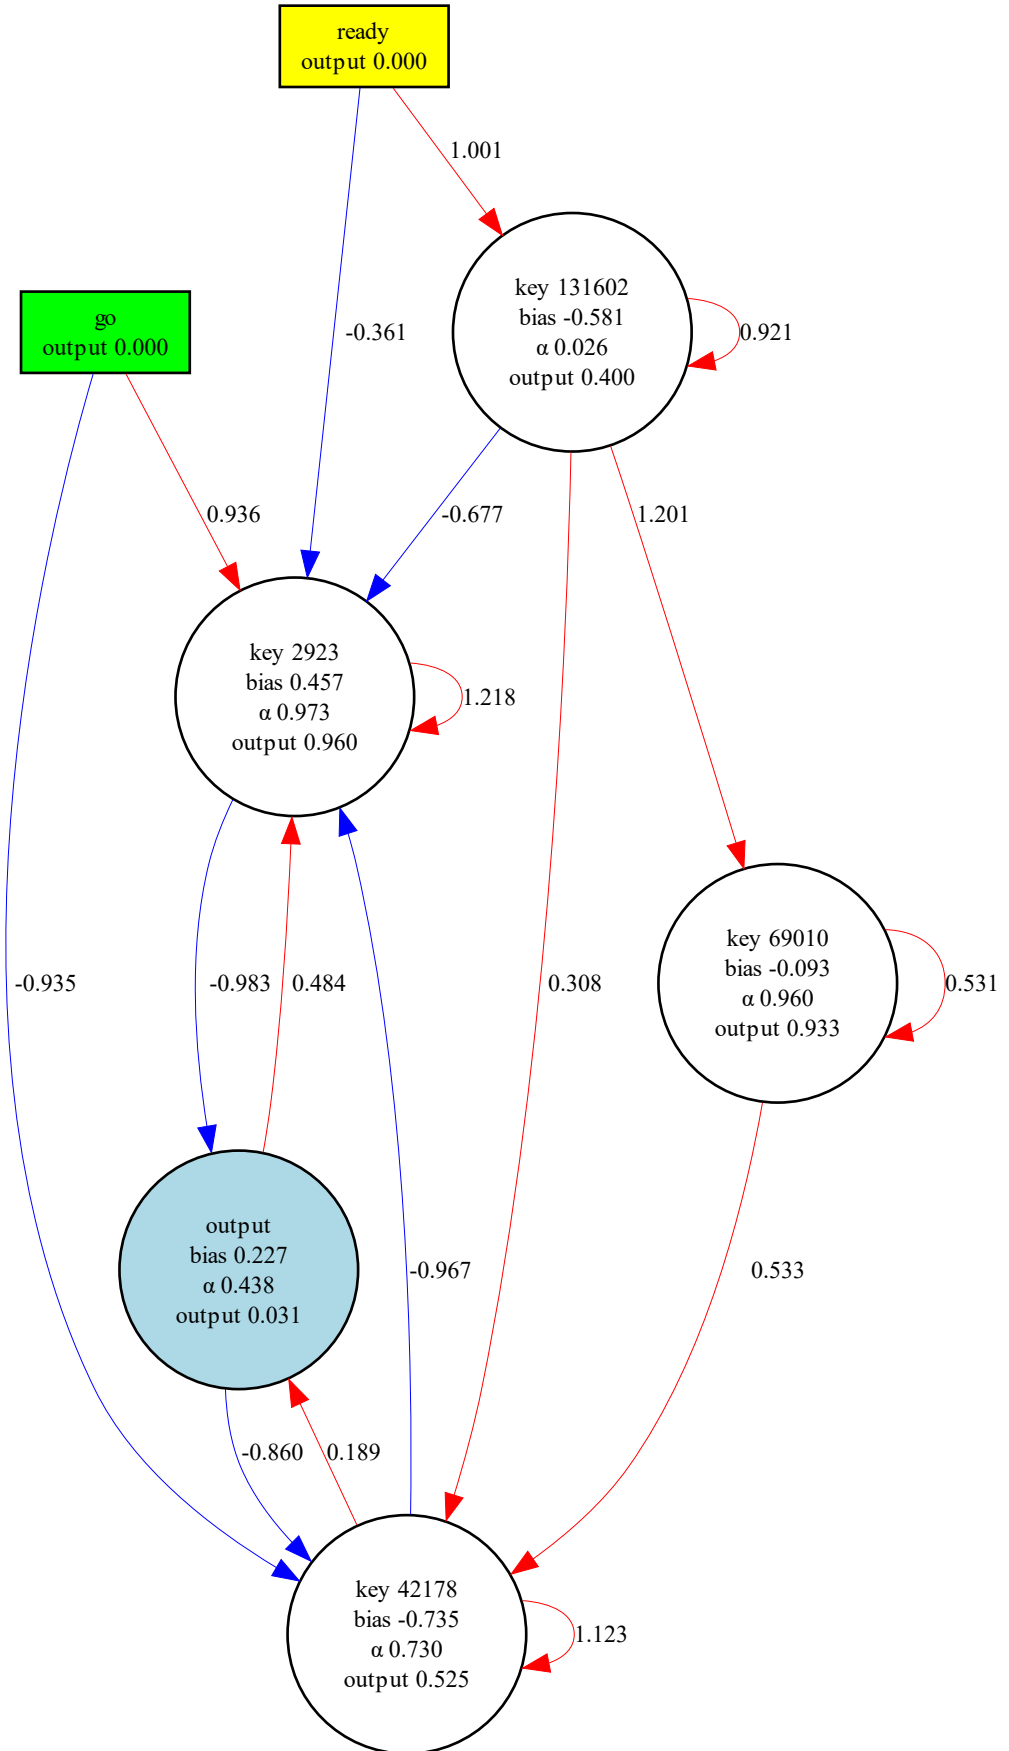 ready
output 0.000
1.001
key 131602
bias -0.581
α 0.026
output 0.400
0.921
go
output 0.000
-0.361
0.936
-0.677
1.201
key 2923
bias 0.457
α 0.973
output 0.960
1.218
key 69010
bias -0.093
α 0.960
output 0.933
0.531
-0.935
-0.983
0.484
0.308
output
bias 0.227
α 0.438
output 0.031
-0.967
0.533
-0.860
0.189
key 42178
bias -0.735
α 0.730
output 0.525
1.123